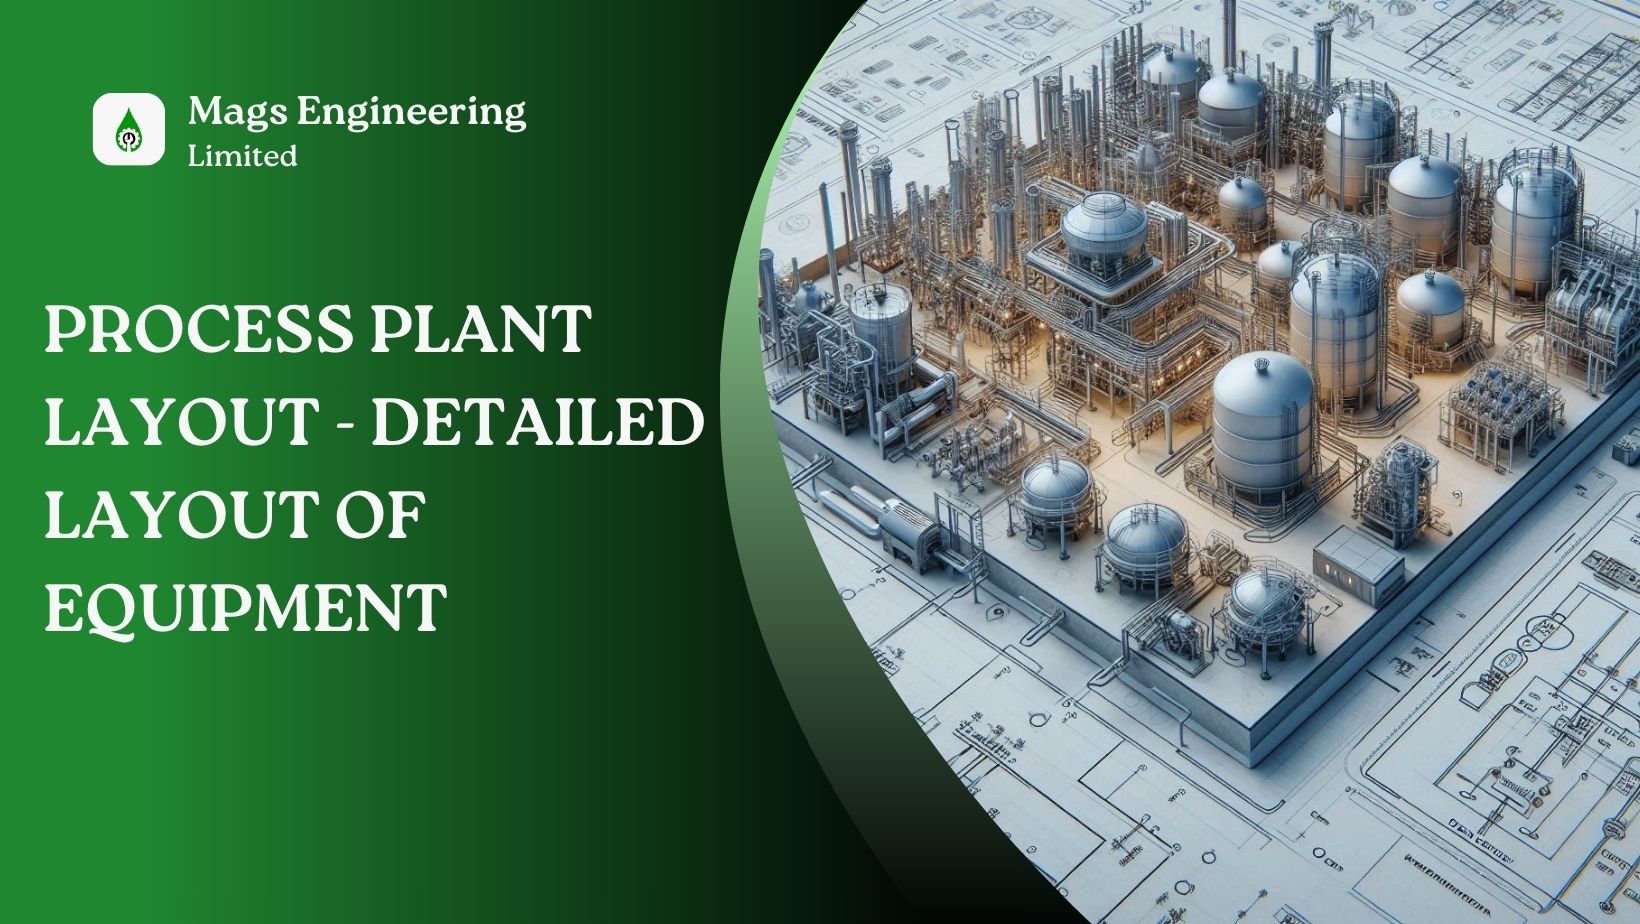 Mags Engineering
Limited
PROCESS PLANT
LAYOUT - DETAILED
LAYOUT OF
EQUIPMENT